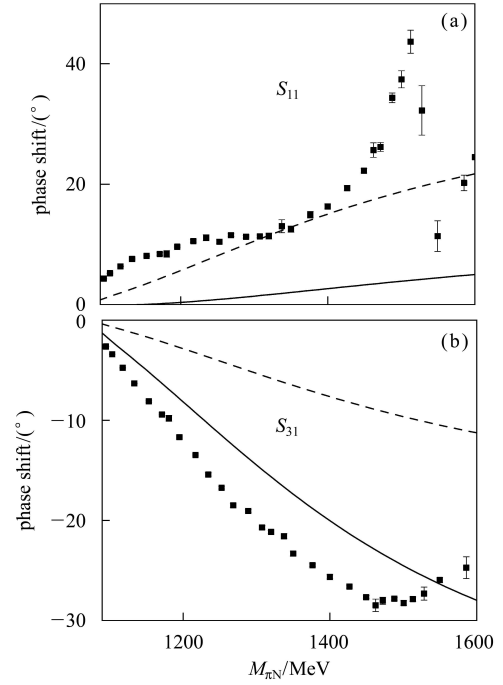 (a)
40
S11
phase shift/(°)
20
0
0
(b)
−10
S31
phase shift/(°)
−20
−30
1200
1400
1600
MπN/MeV